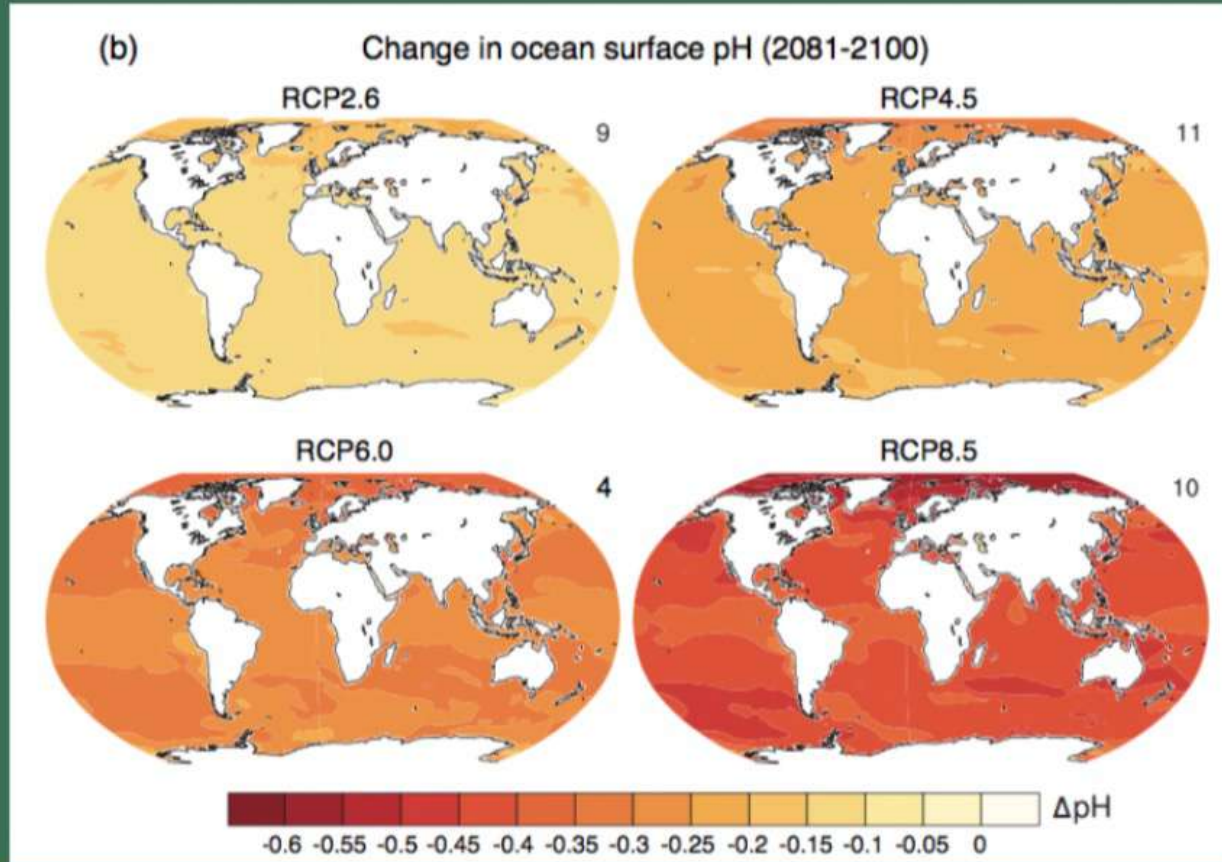 (b) Change in ocean surface pH (2081-2100)
RCP2.6
9
RCP4.5
11
RCP6.0
4
RCP8.5
10
ΔpH
-0.6 -0.55 -0.5 -0.45 -0.4 -0.35 -0.3 -0.25 -0.2 -0.15 -0.1 -0.05 0